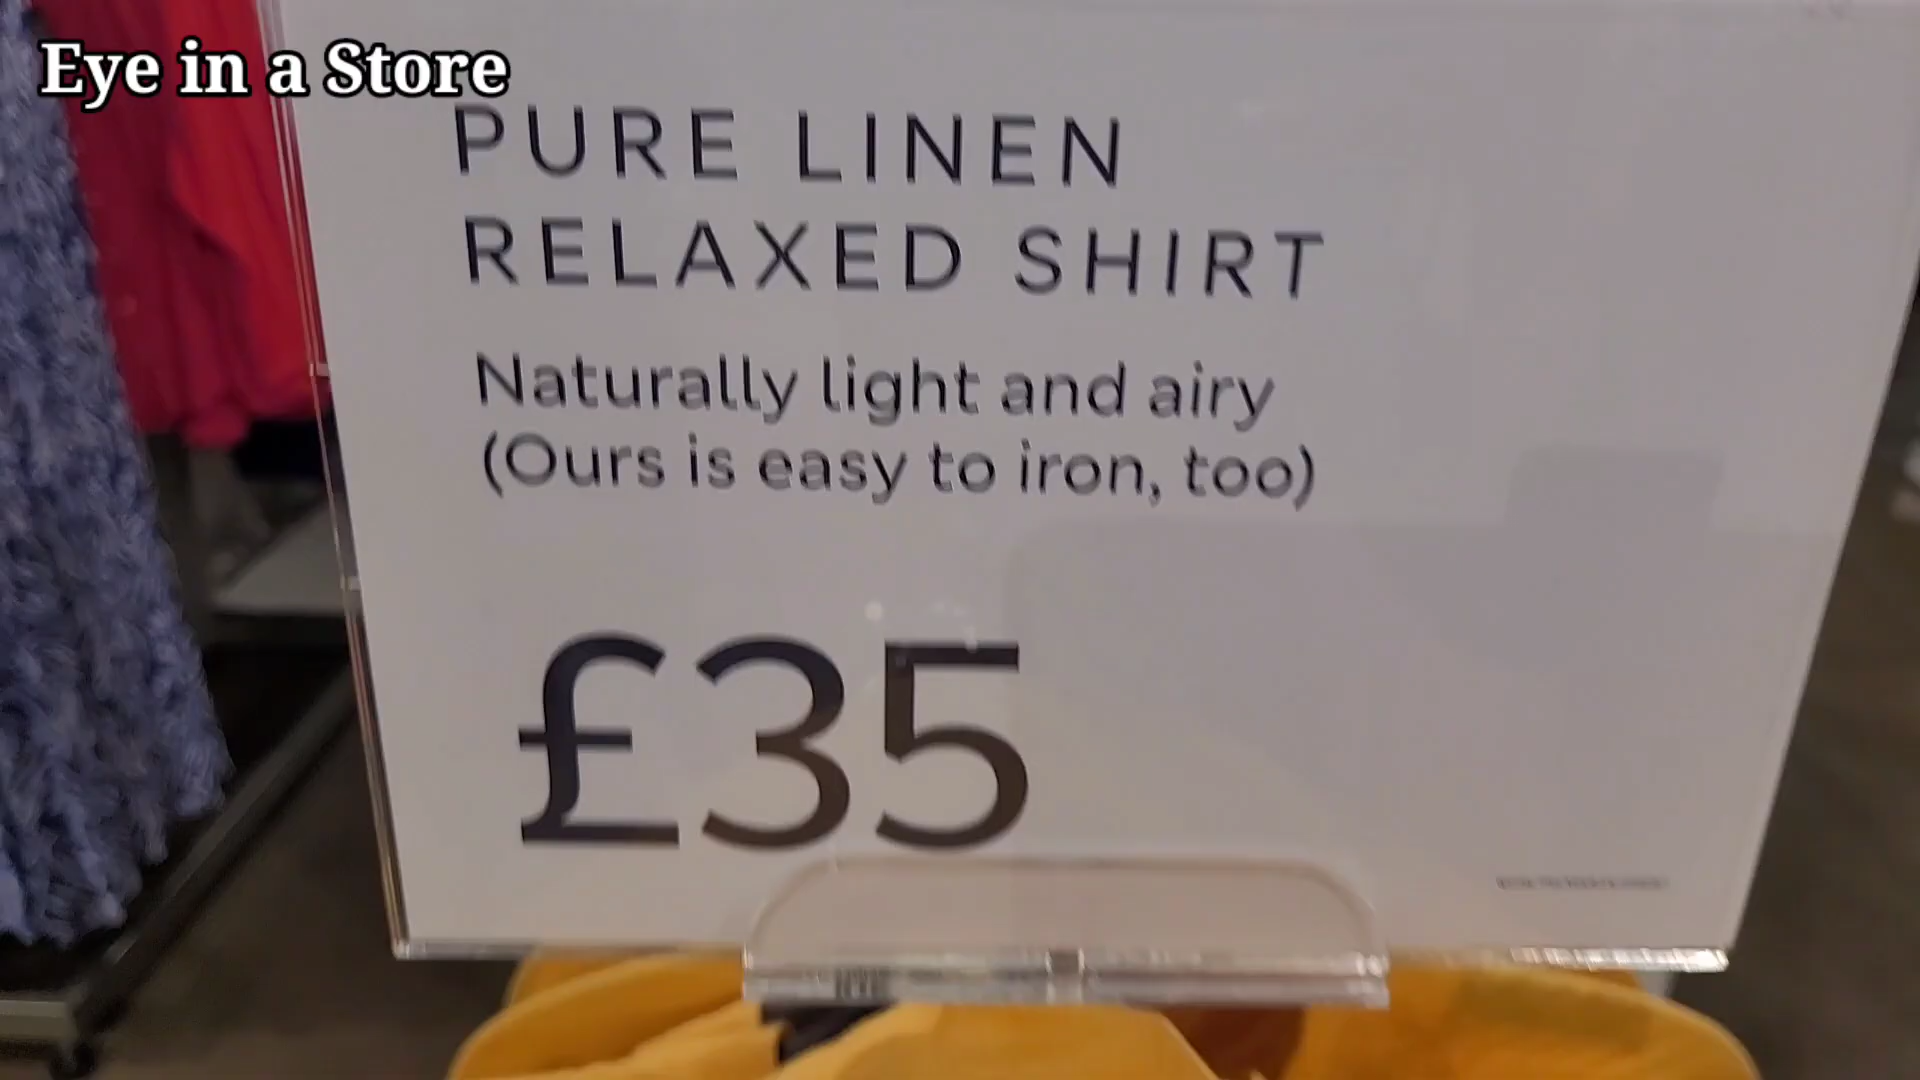 Eye in a Store
PURE LINEN
RELAXED SHIRT
Naturally light and airy
(Ours is easy to iron, too)
£35